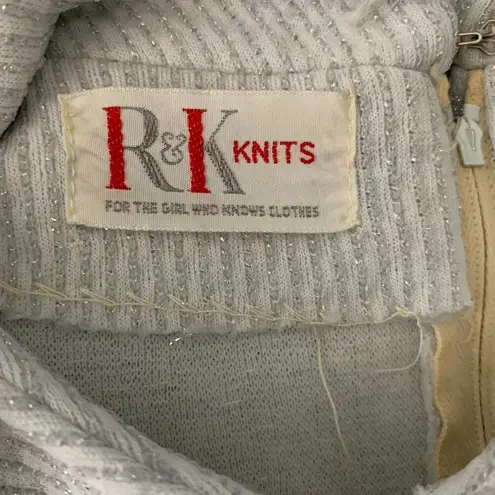 R&K KNITS
FOR THE GIRL WHO KNOWS CLOTHES